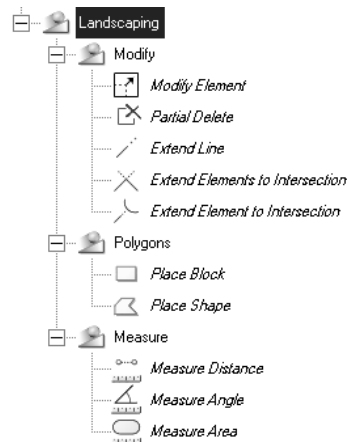 Landscaping
Modify
Modify Element
Partial Delete
Extend Line
Extend Elements to Intersection
Extend Element to Intersection
Polygons
Place Block
Place Shape
Measure
Measure Distance
Measure Angle
Measure Area